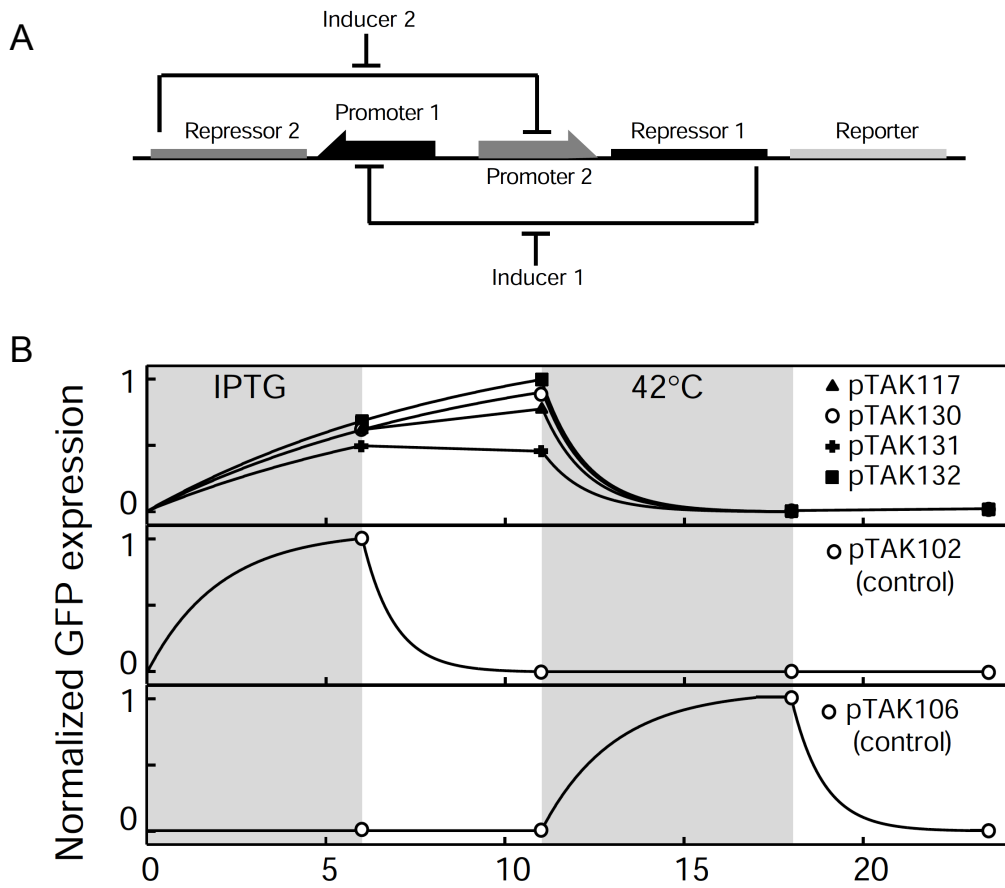 A
Inducer 2
Promoter 1
Repressor 2
Repressor 1
Reporter
Promoter 2
Inducer 1
B
Normalized GFP expression
1
0
IPTG
42°C
pTAK117
pTAK130
pTAK131
pTAK132
1
0
pTAK102
(control)
1
0
pTAK106
(control)
0 5 10 15 20